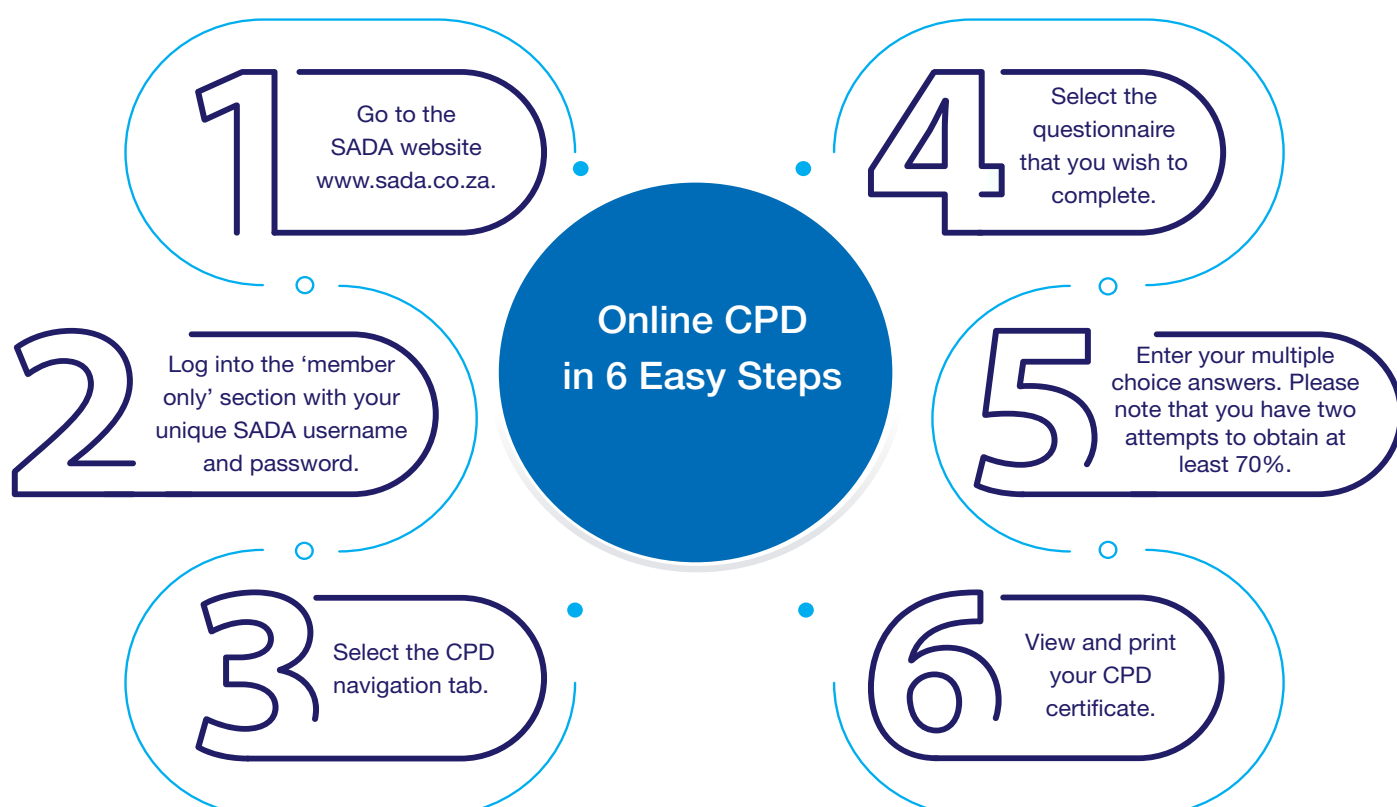 Online CPD
in 6 Easy Steps
1
Go to the
SADA website
www.sada.co.za.
2
Log into the ‘member
only’ section with your
unique SADA username
and password.
3
Select the CPD
navigation tab.
4
Select the
questionnaire
that you wish to
complete.
5
Enter your multiple
choice answers. Please
note that you have two
attempts to obtain at
least 70%.
6
View and print
your CPD
certificate.